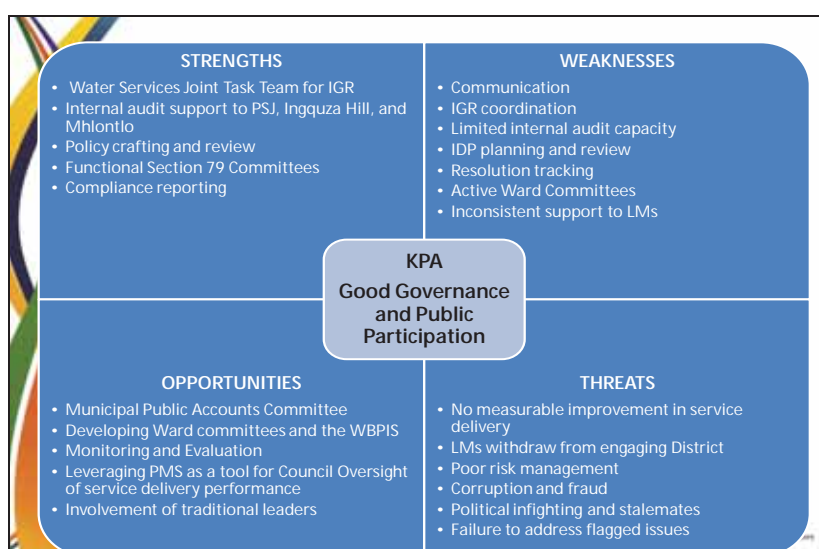 STRENGTHS
• Water Services Joint Task Team for IGR
• Internal audit support to PSJ, Ingquza Hill, and
Mhlontlo
• Policy crafting and review
• Functional Section 79 Committees
• Compliance reporting
WEAKNESSES
• Communication
• IGR coordination
• Limited internal audit capacity
• IDP planning and review
• Resolution tracking
• Active Ward Committees
• Inconsistent support to LMs
KPA
Good Governance
and Public
Participation
OPPORTUNITIES
• Municipal Public Accounts Committee
• Developing Ward committees and the WBPIS
• Monitoring and Evaluation
• Leveraging PMS as a tool for Council Oversight
of service delivery performance
• Involvement of traditional leaders
THREATS
• No measurable improvement in service
delivery
• LMs withdraw from engaging District
• Poor risk management
• Corruption and fraud
• Political infighting and stalemates
• Failure to address flagged issues